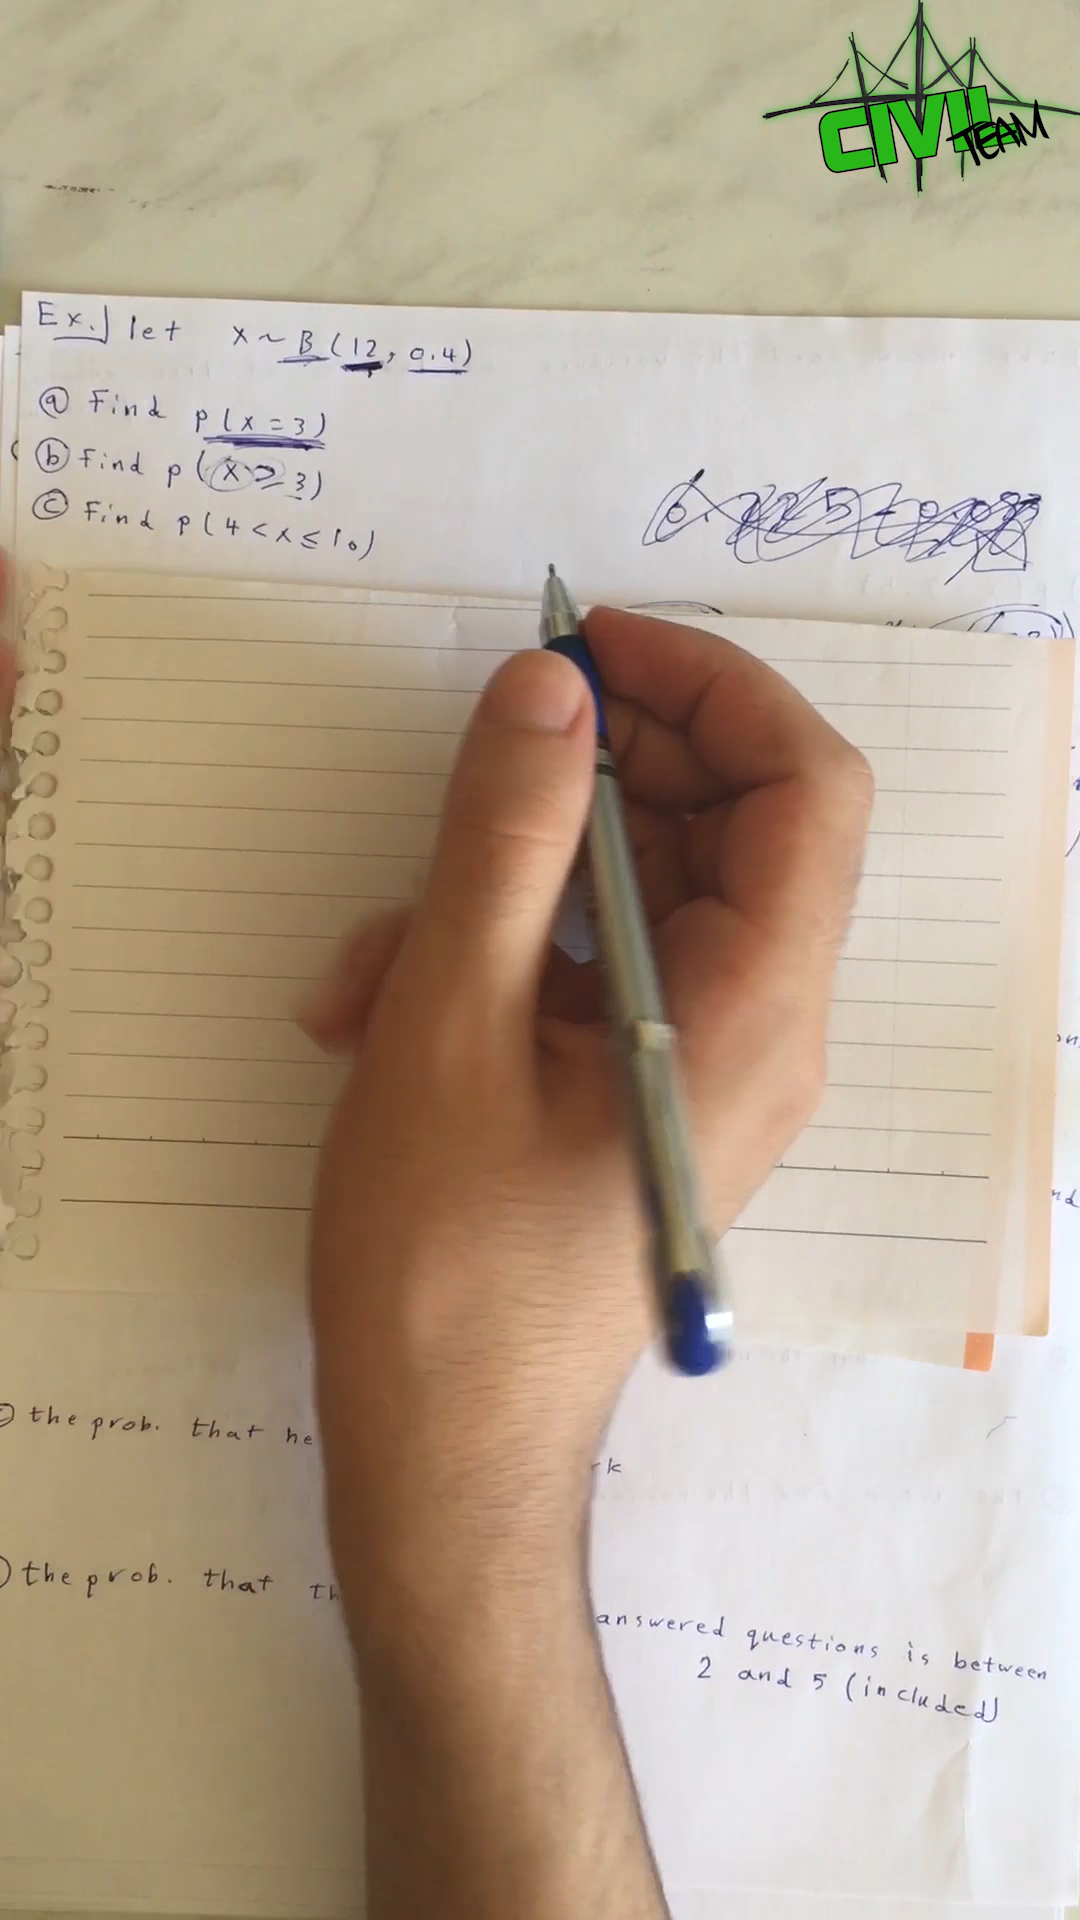 CIVIL TEAM
Ex. let x ~ B (12, 0.4)
ⓐ Find p (x = 3)
ⓑ Find p (x ≥ 3)
ⓒ Find p (4 < x ≤ 10)
the prob. that he
the prob. that th
answered questions is between
2 and 5 (included)